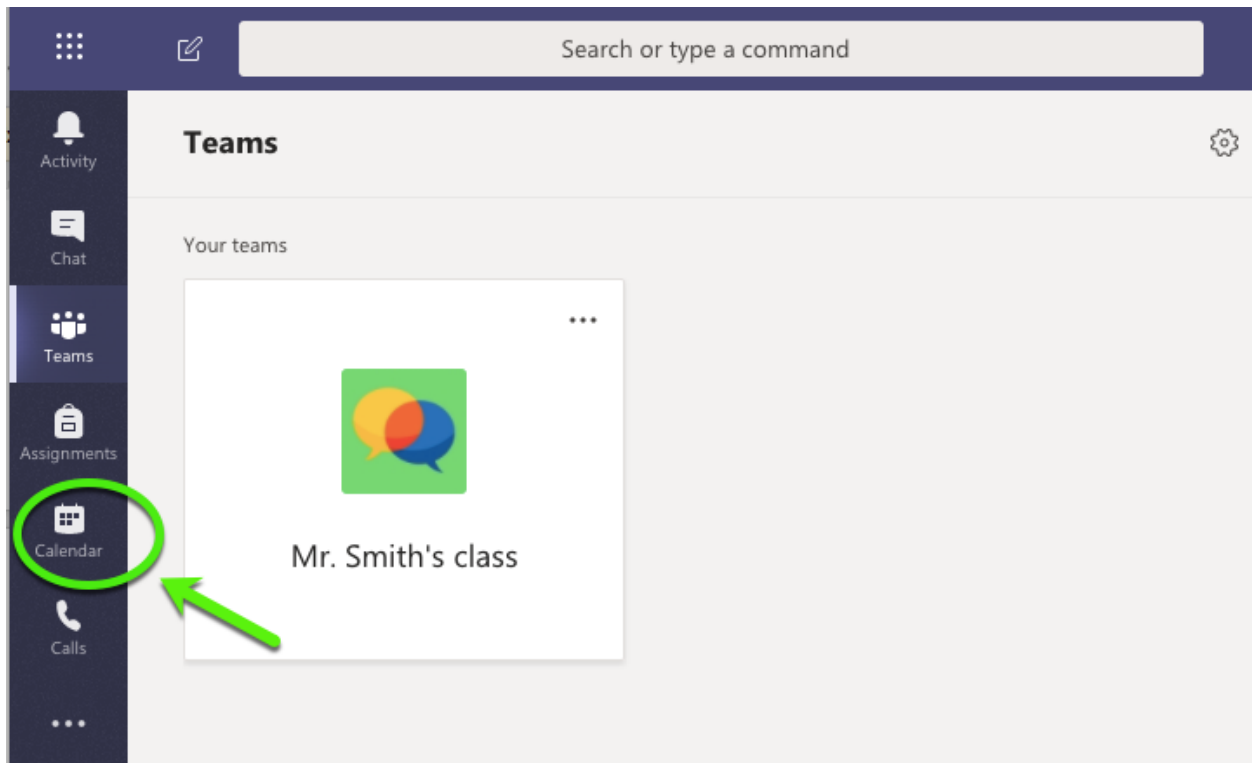 Search or type a command
Activity
Chat
Teams
Assignments
Calendar
Calls
Teams
Your teams
Mr. Smith's class